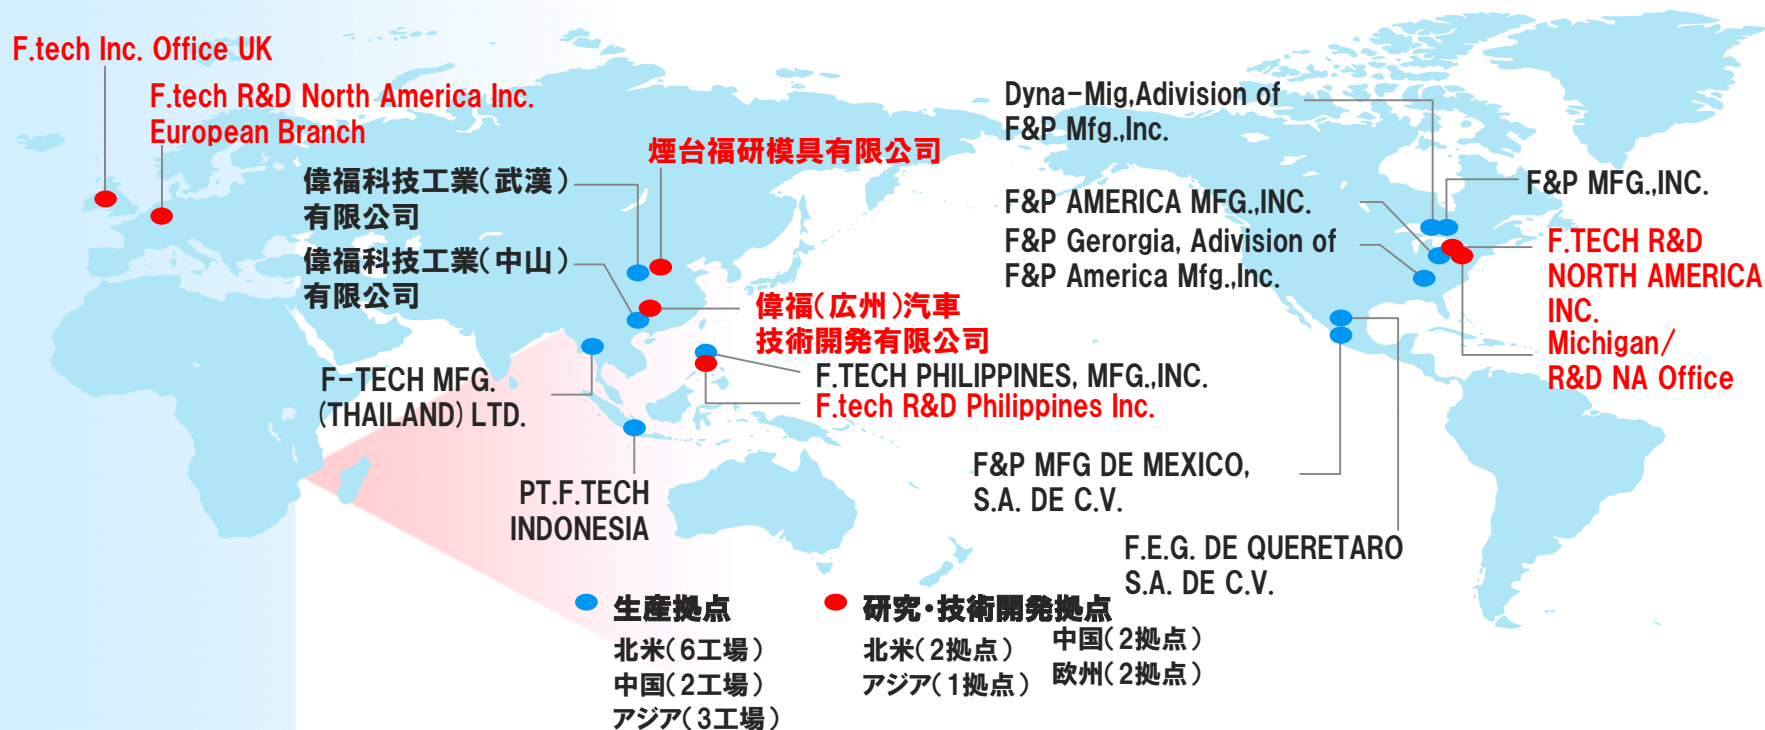 F.tech Inc. Office UK
F.tech R&D North America Inc.
European Branch
煙台福研模具有限公司
偉福科技工業(武漢)
有限公司
偉福科技工業(中山)
有限公司
偉福(広州)汽車
技術開発有限公司
F-TECH MFG.
(THAILAND) LTD.
F.TECH PHILIPPINES, MFG.,INC.
F.tech R&D Philippines Inc.
PT.F.TECH
INDONESIA
Dyna-Mig,Adivision of
F&P Mfg.,Inc.
F&P MFG.,INC.
F&P AMERICA MFG.,INC.
F&P Gerorgia, Adivision of
F&P America Mfg.,Inc.
F.TECH R&D
NORTH AMERICA
INC.
Michigan/
R&D NA Office
F&P MFG DE MEXICO,
S.A. DE C.V.
F.E.G. DE QUERETARO
S.A. DE C.V.
生産拠点
北米(6工場)
中国(2工場)
アジア(3工場)
研究・技術開発拠点
北米(2拠点)
アジア(1拠点)
中国(2拠点)
欧州(2拠点)